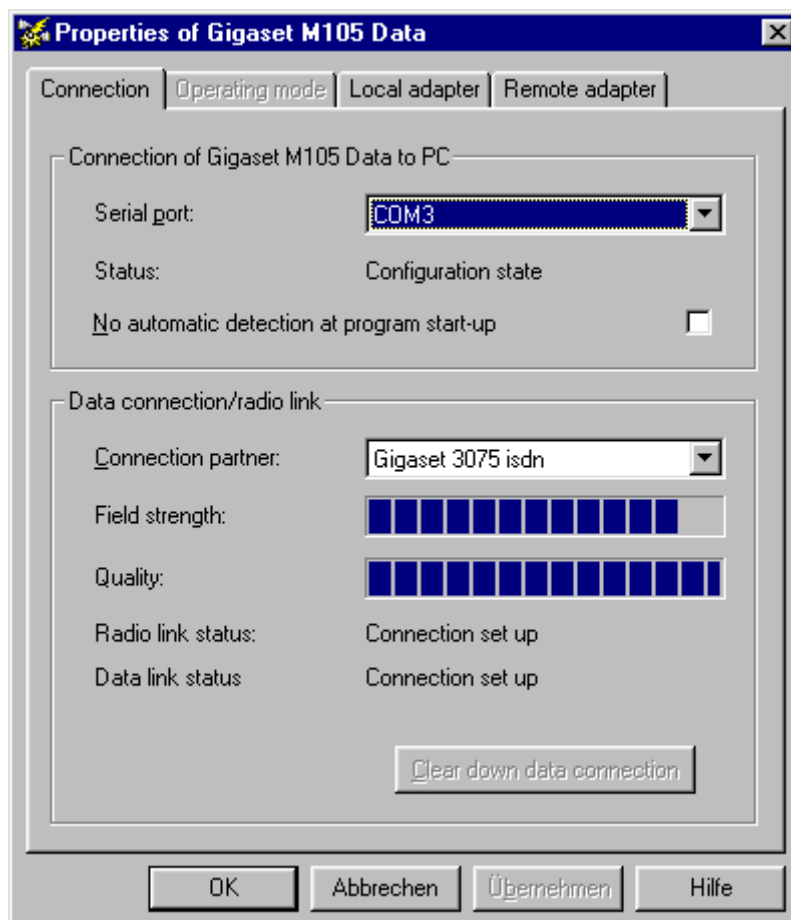 Properties of Gigaset M105 Data
Connection Operating mode Local adapter Remote adapter
Connection of Gigaset M105 Data to PC
Serial port: COM3
Status: Configuration state
No automatic detection at program start-up
Data connection/radio link
Connection partner: Gigaset 3075 isdn
Field strength:
Quality:
Radio link status: Connection set up
Data link status Connection set up
Clear down data connection
OK Abbrechen Übernehmen Hilfe